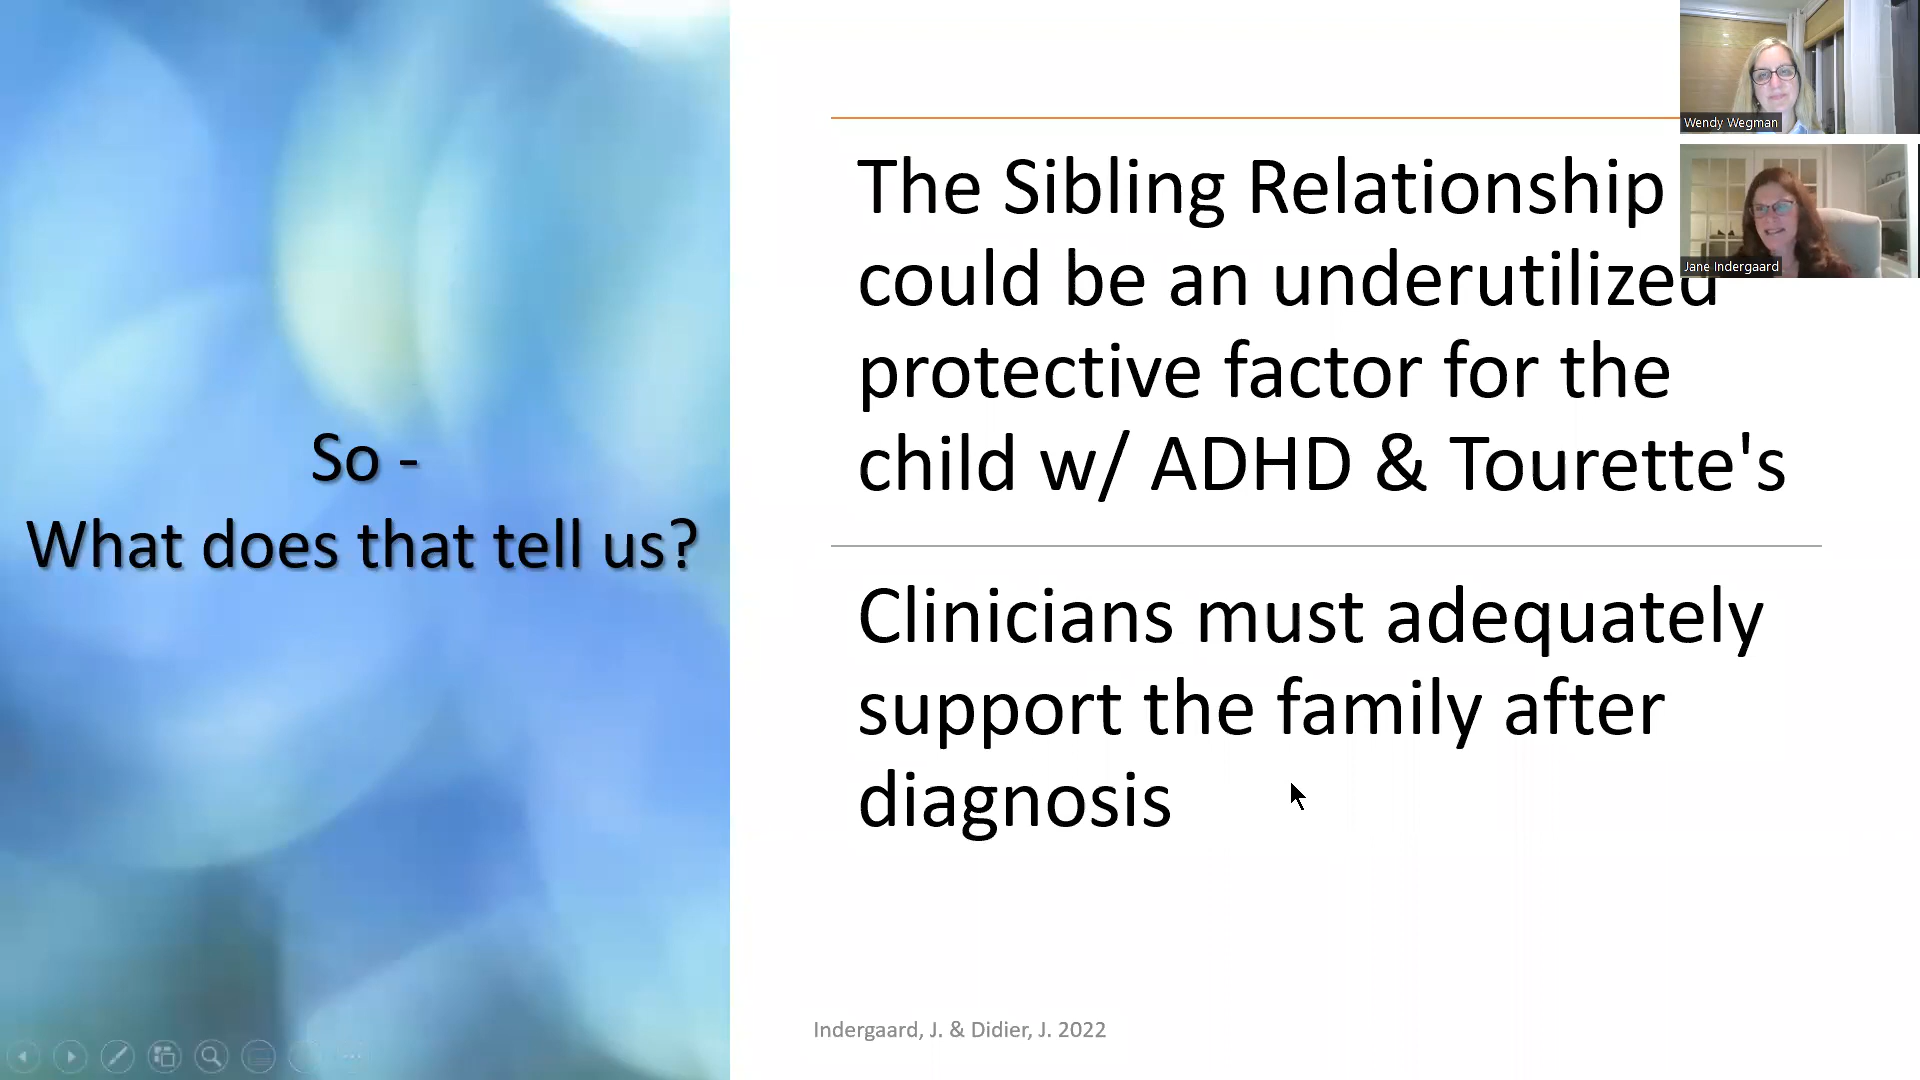 So -
What does that tell us?
The Sibling Relationship
could be an underutilized
protective factor for the
child w/ ADHD & Tourette's
Clinicians must adequately
support the family after
diagnosis
Indergaard, J. & Didier, J. 2022
Wendy Wegman
Jane Indergaard